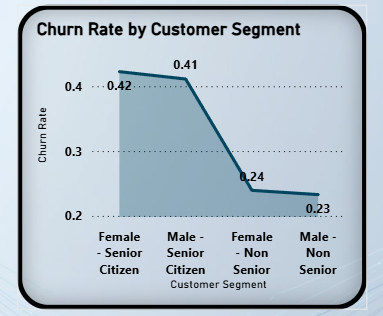 Churn Rate by Customer Segment
0.41
0.4
0.42
Churn Rate
0.3
0.24
0.2
0.23
Female
- Senior
Citizen
Male -
Senior
Citizen
Female
- Non
Senior
Male -
Non
Senior
Customer Segment